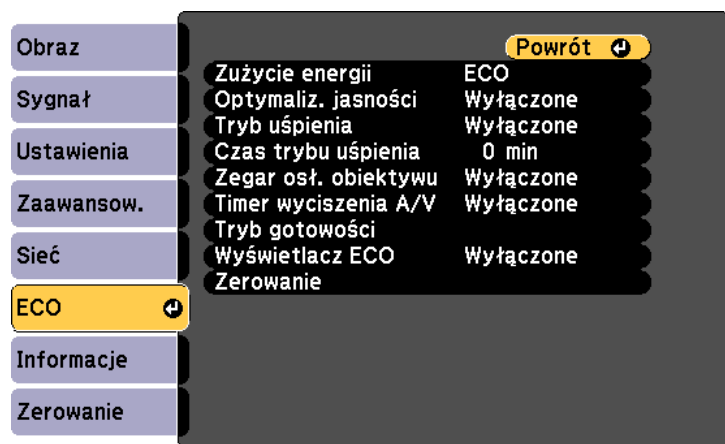 Obraz
Sygnał
Ustawienia
Zaawansow.
Sieć
ECO
Informacje
Zerowanie
Powrót
Zużycie energii ECO
Optymaliz. jasności Wyłączone
Tryb uśpienia Wyłączone
Czas trybu uśpienia 0 min
Zegar osł. obiektywu Wyłączone
Timer wyciszenia A/V Wyłączone
Tryb gotowości
Wyświetlacz ECO Wyłączone
Zerowanie